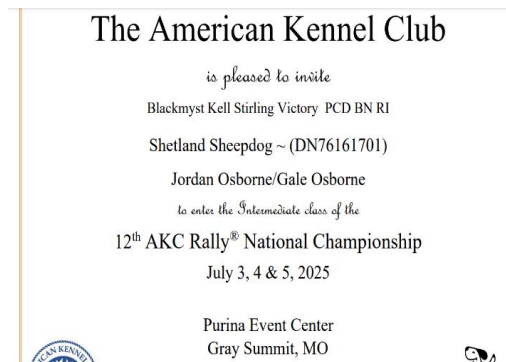 The American Kennel Club
is pleased to invite
Blackmyst Kell Stirling Victory PCD BN RI
Shetland Sheepdog ~ (DN76161701)
Jordan Osborne/Gale Osborne
to enter the Intermediate class of the
12th AKC Rally® National Championship
July 3, 4 & 5, 2025
Purina Event Center
Gray Summit, MO